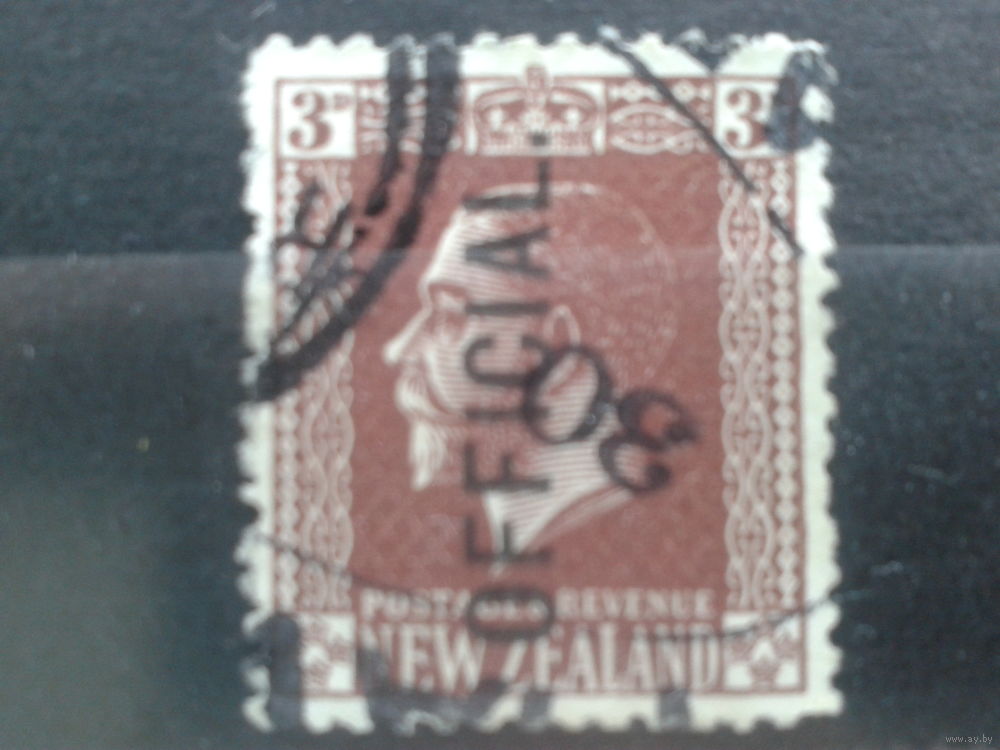 3D 3D
OFFICIAL.
POSTAGE & REVENUE
NEW ZEALAND
www.ay.by